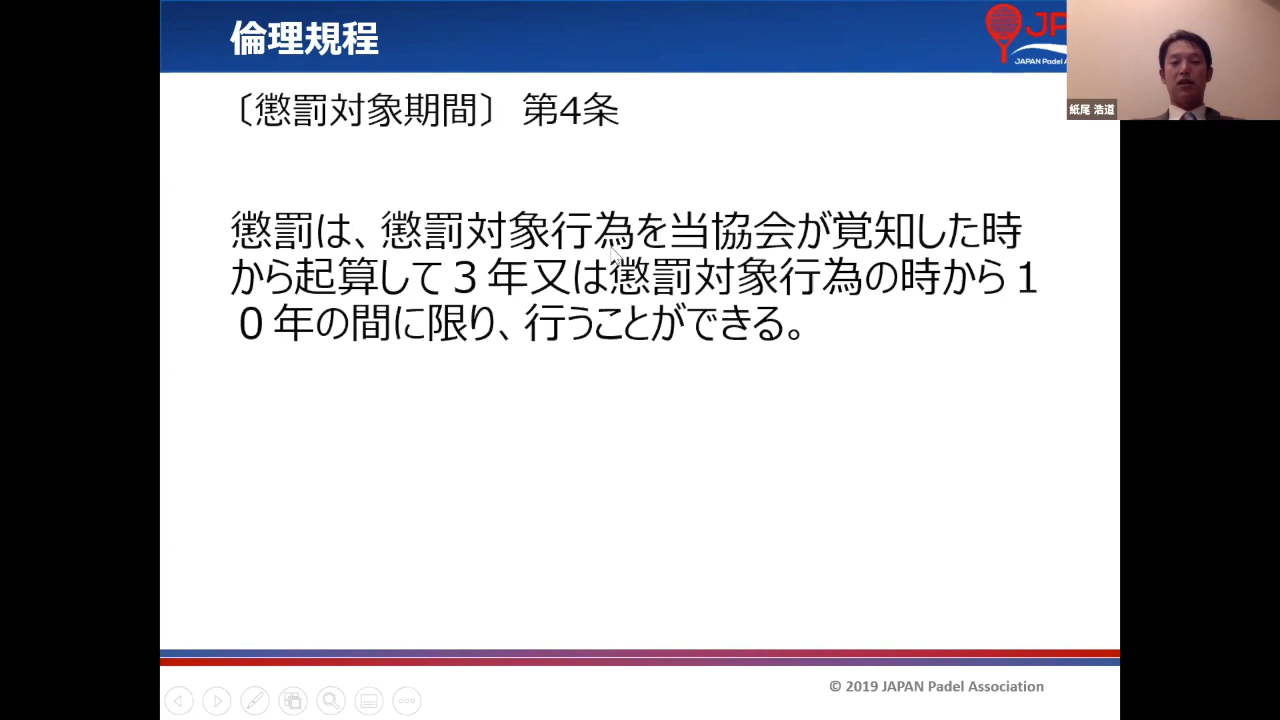 倫理規程
JP
JAPAN Padel A
紙尾 浩道
〔懲罰対象期間〕 第4条
懲罰は、懲罰対象行為を当協会が覚知した時
から起算して３年又は懲罰対象行為の時から１
０年の間に限り、行うことができる。
© 2019 JAPAN Padel Association